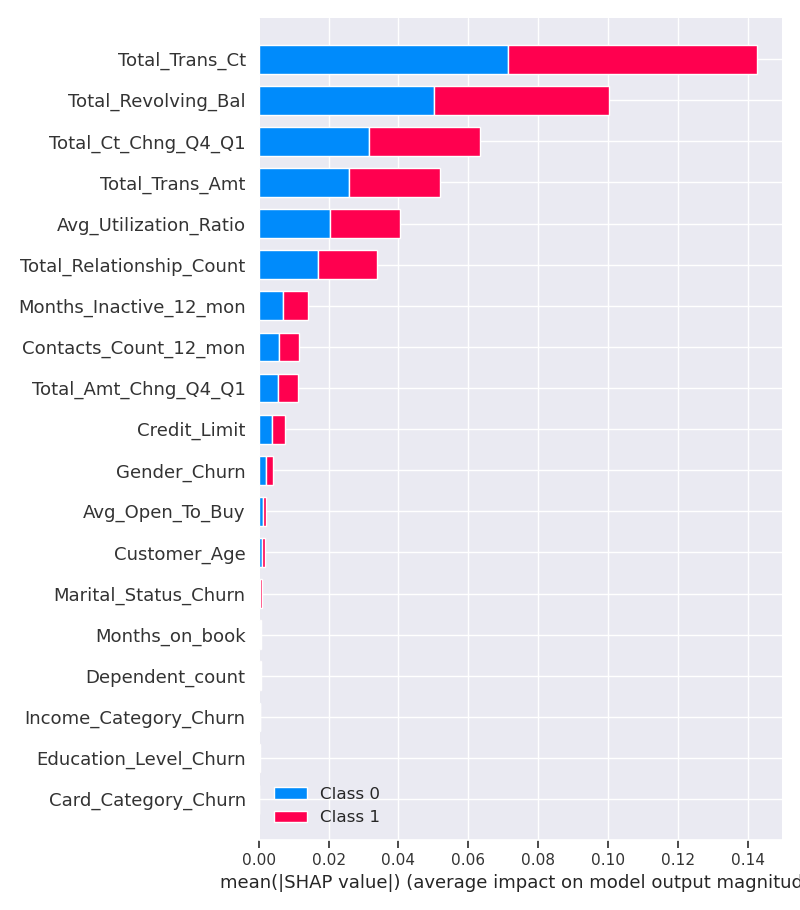 Total_Trans_Ct
Total_Revolving_Bal
Total_Ct_Chng_Q4_Q1
Total_Trans_Amt
Avg_Utilization_Ratio
Total_Relationship_Count
Months_Inactive_12_mon
Contacts_Count_12_mon
Total_Amt_Chng_Q4_Q1
Credit_Limit
Gender_Churn
Avg_Open_To_Buy
Customer_Age
Marital_Status_Churn
Months_on_book
Dependent_count
Income_Category_Churn
Education_Level_Churn
Card_Category_Churn
Class 0
Class 1
0.00 0.02 0.04 0.06 0.08 0.10 0.12 0.14
mean(|SHAP value|) (average impact on model output magnitud